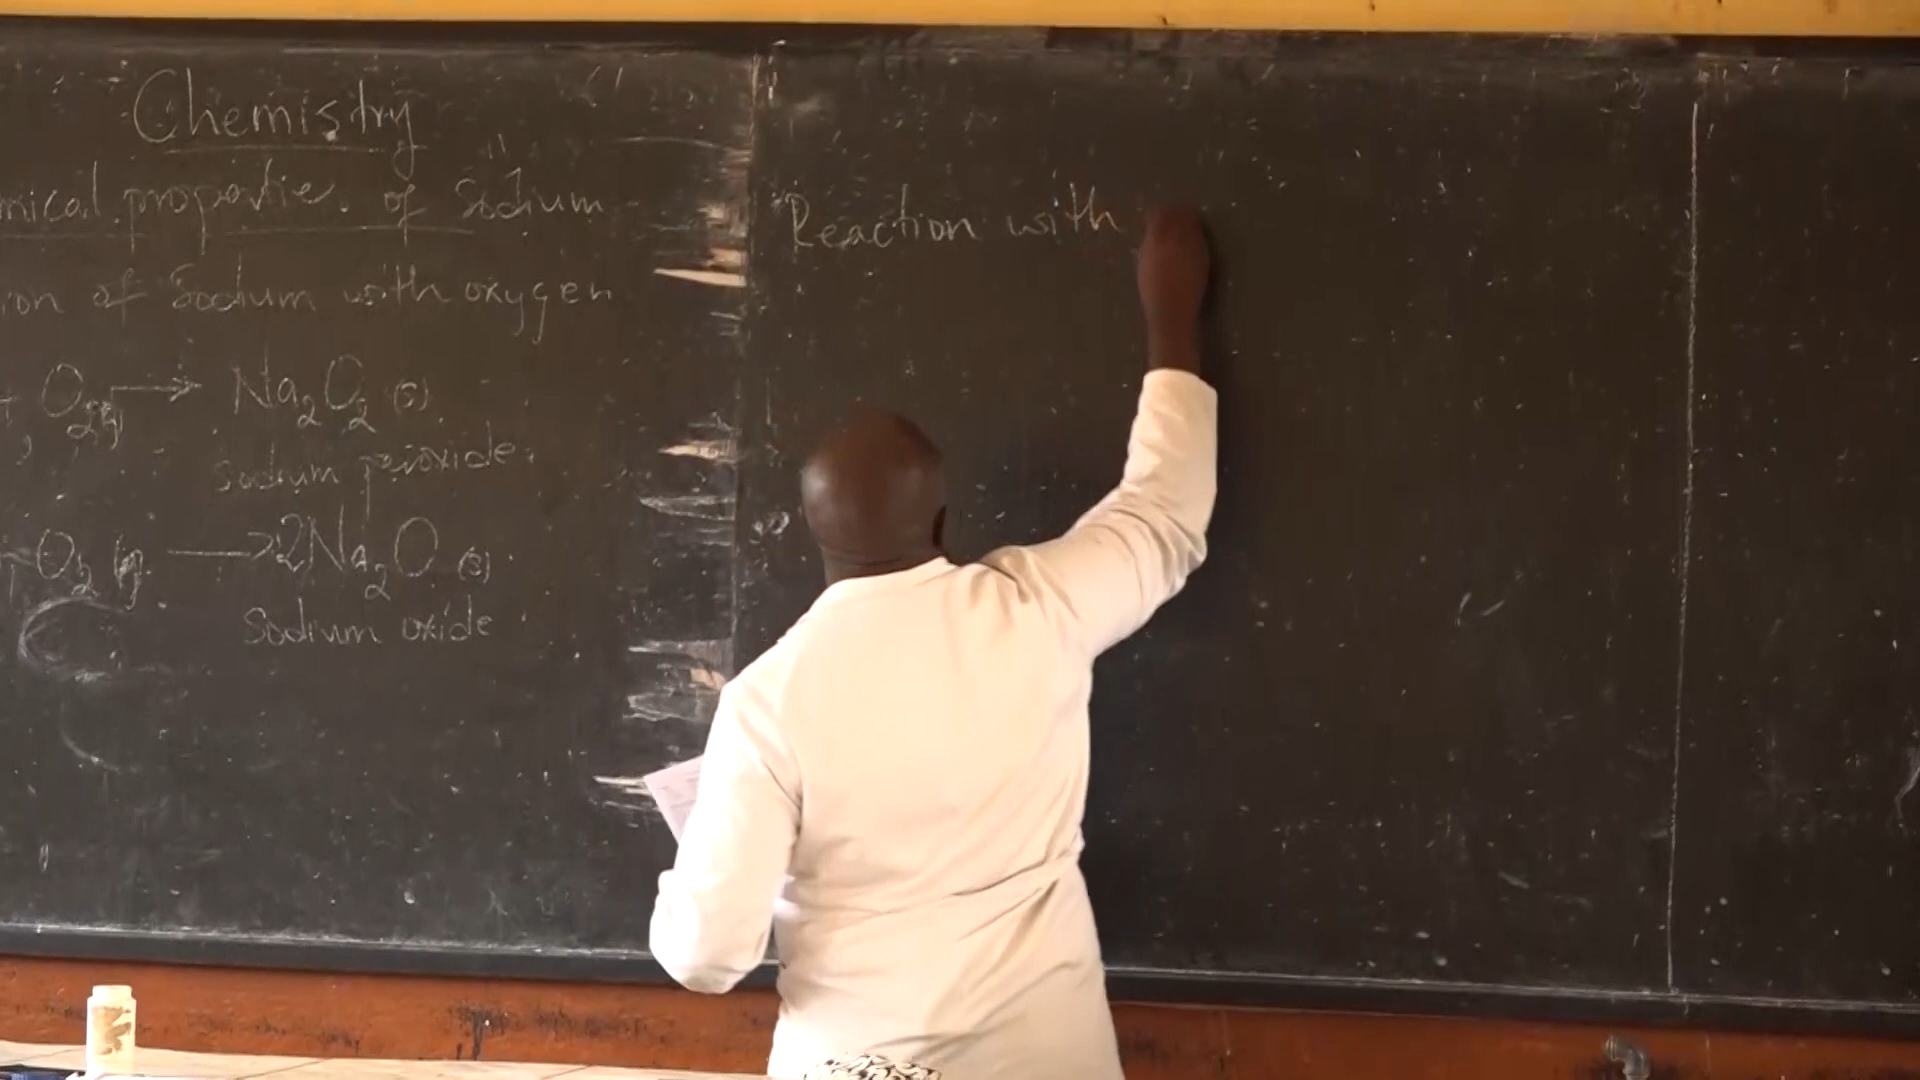 Chemistry
mical propertie. of Sodium
ion of Sodium with oxygen
+ O2(g) → Na2O2 (s)
sodium peroxide.
+ O2 (g) → 2Na2O (s)
Sodium oxide
Reaction with